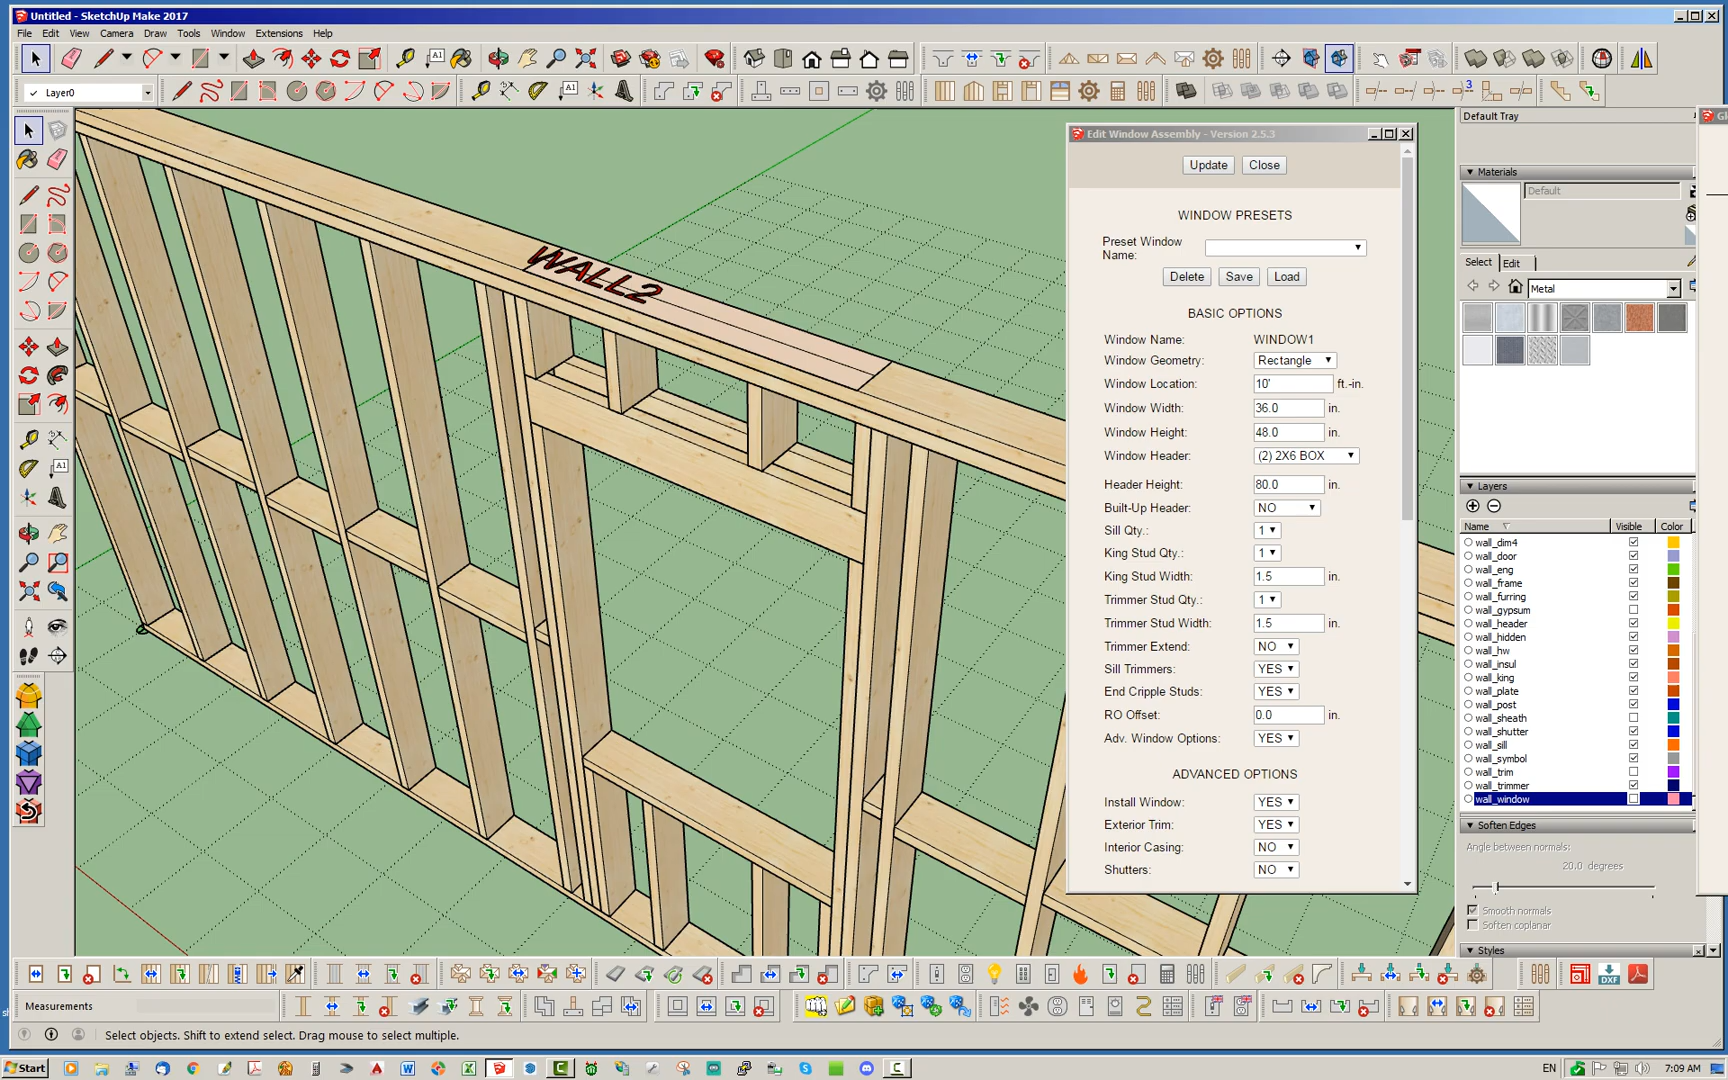 Untitled - SketchUp Make 2017
File Edit View Camera Draw Tools Window Extensions Help
Layer0
A1
3
Default Tray
Edit Window Assembly - Version 2.5.3
Update Close
WINDOW PRESETS
Preset Window
Name:
Delete Save Load
BASIC OPTIONS
Window Name: WINDOW1
Window Geometry: Rectangle
Window Location: 10' ft.-in.
Window Width: 36.0 in.
Window Height: 48.0 in.
Window Header: (2) 2X6 BOX
Header Height: 80.0 in.
Built-Up Header: NO
Sill Qty.: 1
King Stud Qty.: 1
King Stud Width: 1.5 in.
Trimmer Stud Qty.: 1
Trimmer Stud Width: 1.5 in.
Trimmer Extend: NO
Sill Trimmers: YES
End Cripple Studs: YES
RO Offset: 0.0 in.
Adv. Window Options: YES
ADVANCED OPTIONS
Install Window: YES
Exterior Trim: YES
Interior Casing: NO
Shutters: NO
WALL2
Materials
Default
Select Edit
Metal
Layers
Name Visible Color
wall_dim4
wall_door
wall_eng
wall_frame
wall_furring
wall_gypsum
wall_header
wall_hidden
wall_hw
wall_insul
wall_king
wall_plate
wall_post
wall_sheath
wall_shutter
wall_sill
wall_symbol
wall_trim
wall_trimmer
wall_window
Soften Edges
Angle between normals:
20.0 degrees
Smooth normals
Soften coplanar
Styles
DXF
Measurements
Select objects. Shift to extend select. Drag mouse to select multiple.
Start
EN
7:09 AM